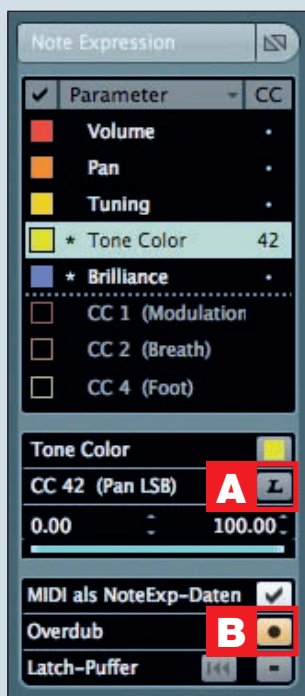 Note Expression
Parameter CC
Volume
Pan
Tuning
* Tone Color 42
* Brilliance
CC 1 (Modulation
CC 2 (Breath)
CC 4 (Foot)
Tone Color
CC 42 (Pan LSB) A L
0.00 100.00
MIDI als NoteExp-Daten
Overdub B
Latch-Puffer